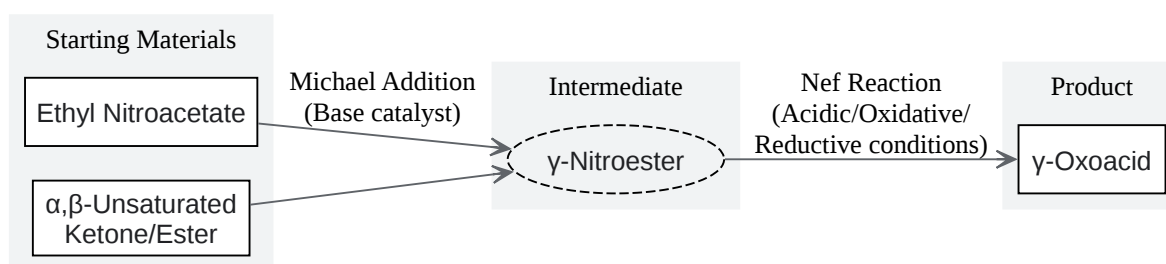 Starting Materials
Ethyl Nitroacetate
α,β-Unsaturated
Ketone/Ester
Michael Addition
(Base catalyst)
Intermediate
γ-Nitroester
Nef Reaction
(Acidic/Oxidative/
Reductive conditions)
Product
γ-Oxoacid